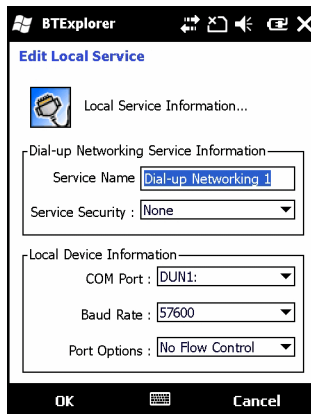 BTExplorer
Edit Local Service
Local Service Information...
Dial-up Networking Service Information
Service Name Dial-up Networking 1
Service Security : None
Local Device Information
COM Port : DUN1:
Baud Rate : 57600
Port Options : No Flow Control
OK Cancel